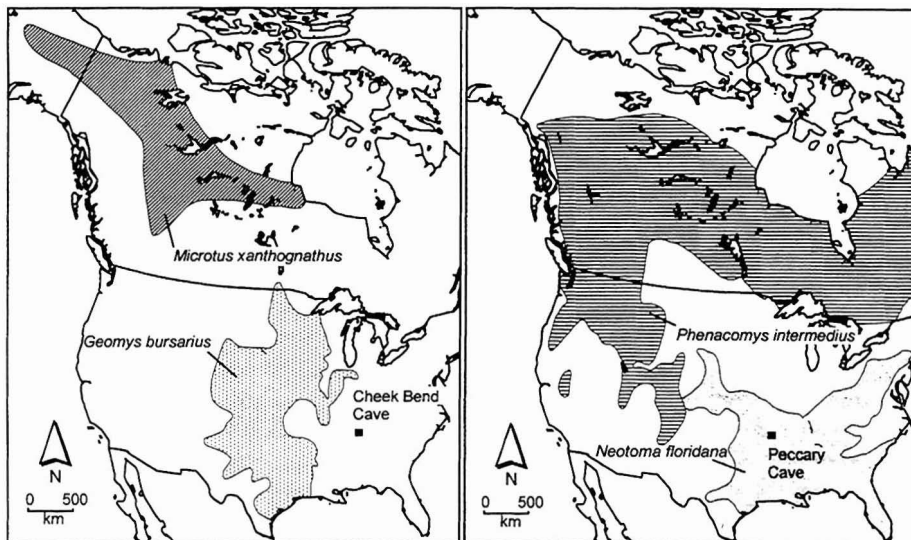 Microtus xanthognathus
Geomys bursarius
Cheek Bend
Cave
N
0 500
km
Phenacomys intermedius
Neotoma floridana
Peccary
Cave
N
0 500
km